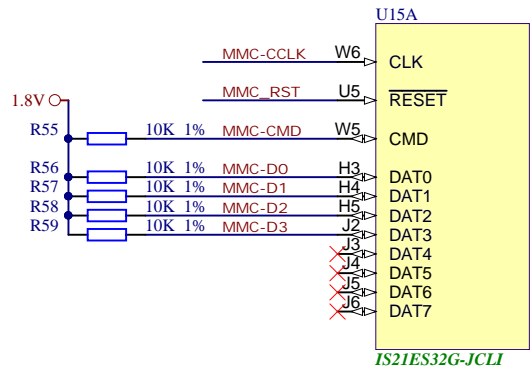 U15A
MMC-CCLK W6 CLK
MMC_RST U5 RESET
1.8V
R55 10K 1% MMC-CMD W5 CMD
R56 10K 1% MMC-D0 H3 DAT0
R57 10K 1% MMC-D1 H4 DAT1
R58 10K 1% MMC-D2 H5 DAT2
R59 10K 1% MMC-D3 J2 DAT3
J3 DAT4
J4 DAT5
J5 DAT6
J6 DAT7
IS21ES32G-JCLI